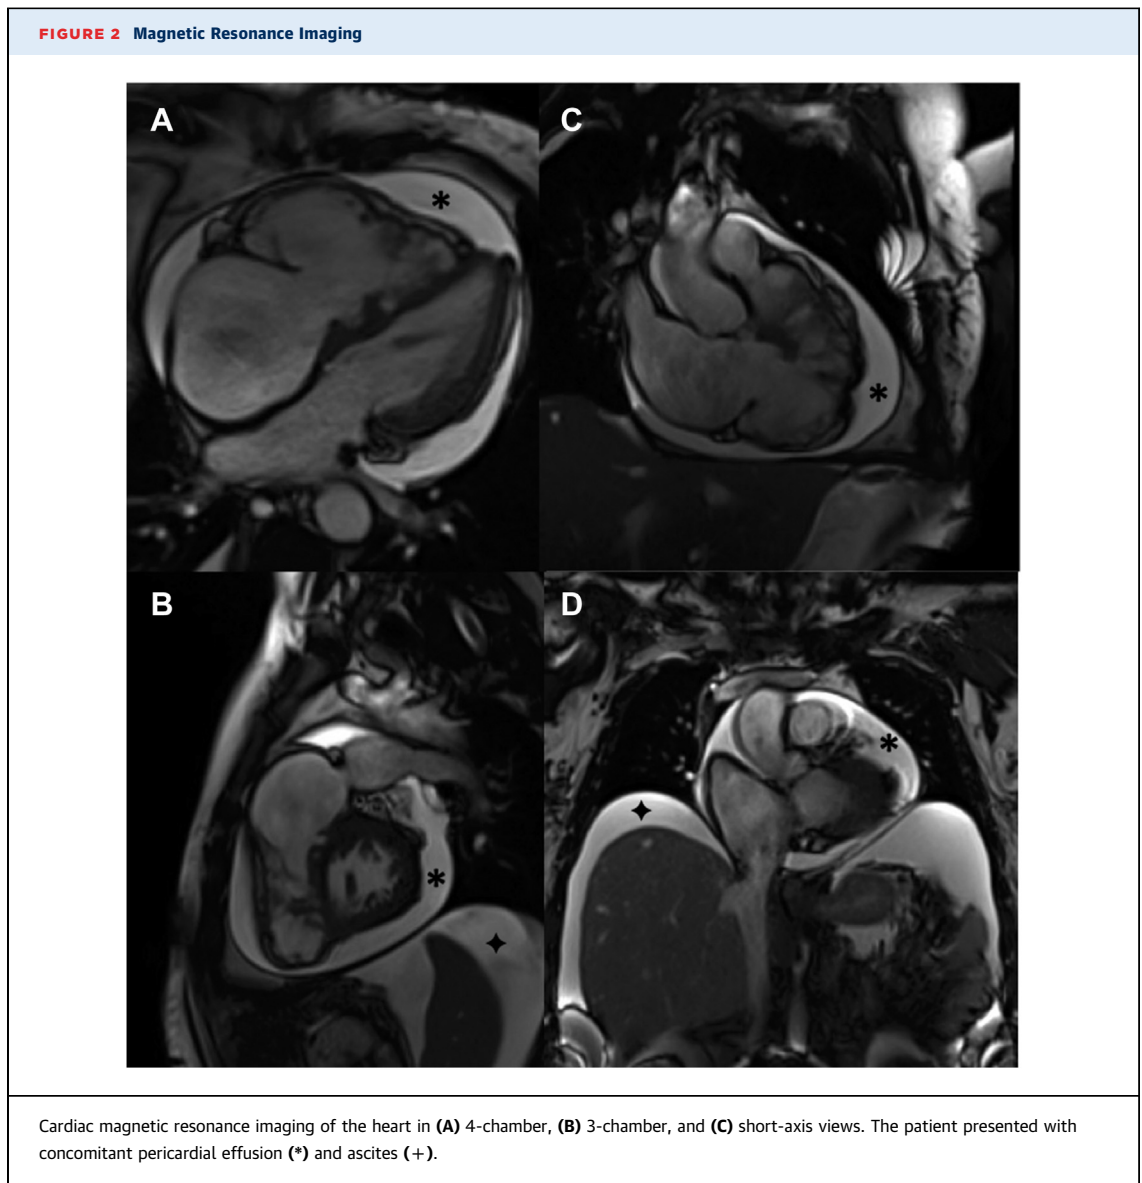 FIGURE 2 Magnetic Resonance Imaging
A
C
*
*
B
D
*
*
✦
✦
Cardiac magnetic resonance imaging of the heart in (A) 4-chamber, (B) 3-chamber, and (C) short-axis views. The patient presented with
concomitant pericardial effusion (*) and ascites (+).